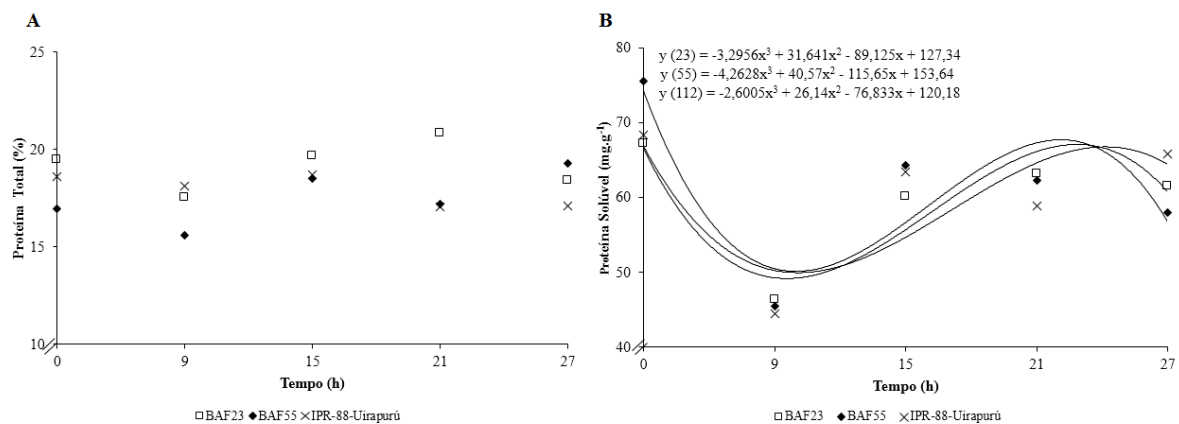 A
Proteína Total (%)
25
20
15
10
0 9 15 21 27
Tempo (h)
BAF23 BAF55 IPR-88-Uirapurú
B
Proteína Solúvel (mg.g⁻¹)
80
70
60
50
40
y (23) = -3,2956x³ + 31,641x² - 89,125x + 127,34
y (55) = -4,2628x³ + 40,57x² - 115,65x + 153,64
y (112) = -2,6005x³ + 26,14x² - 76,833x + 120,18
0 9 15 21 27
Tempo (h)
BAF23 BAF55 IPR-88-Uirapurú